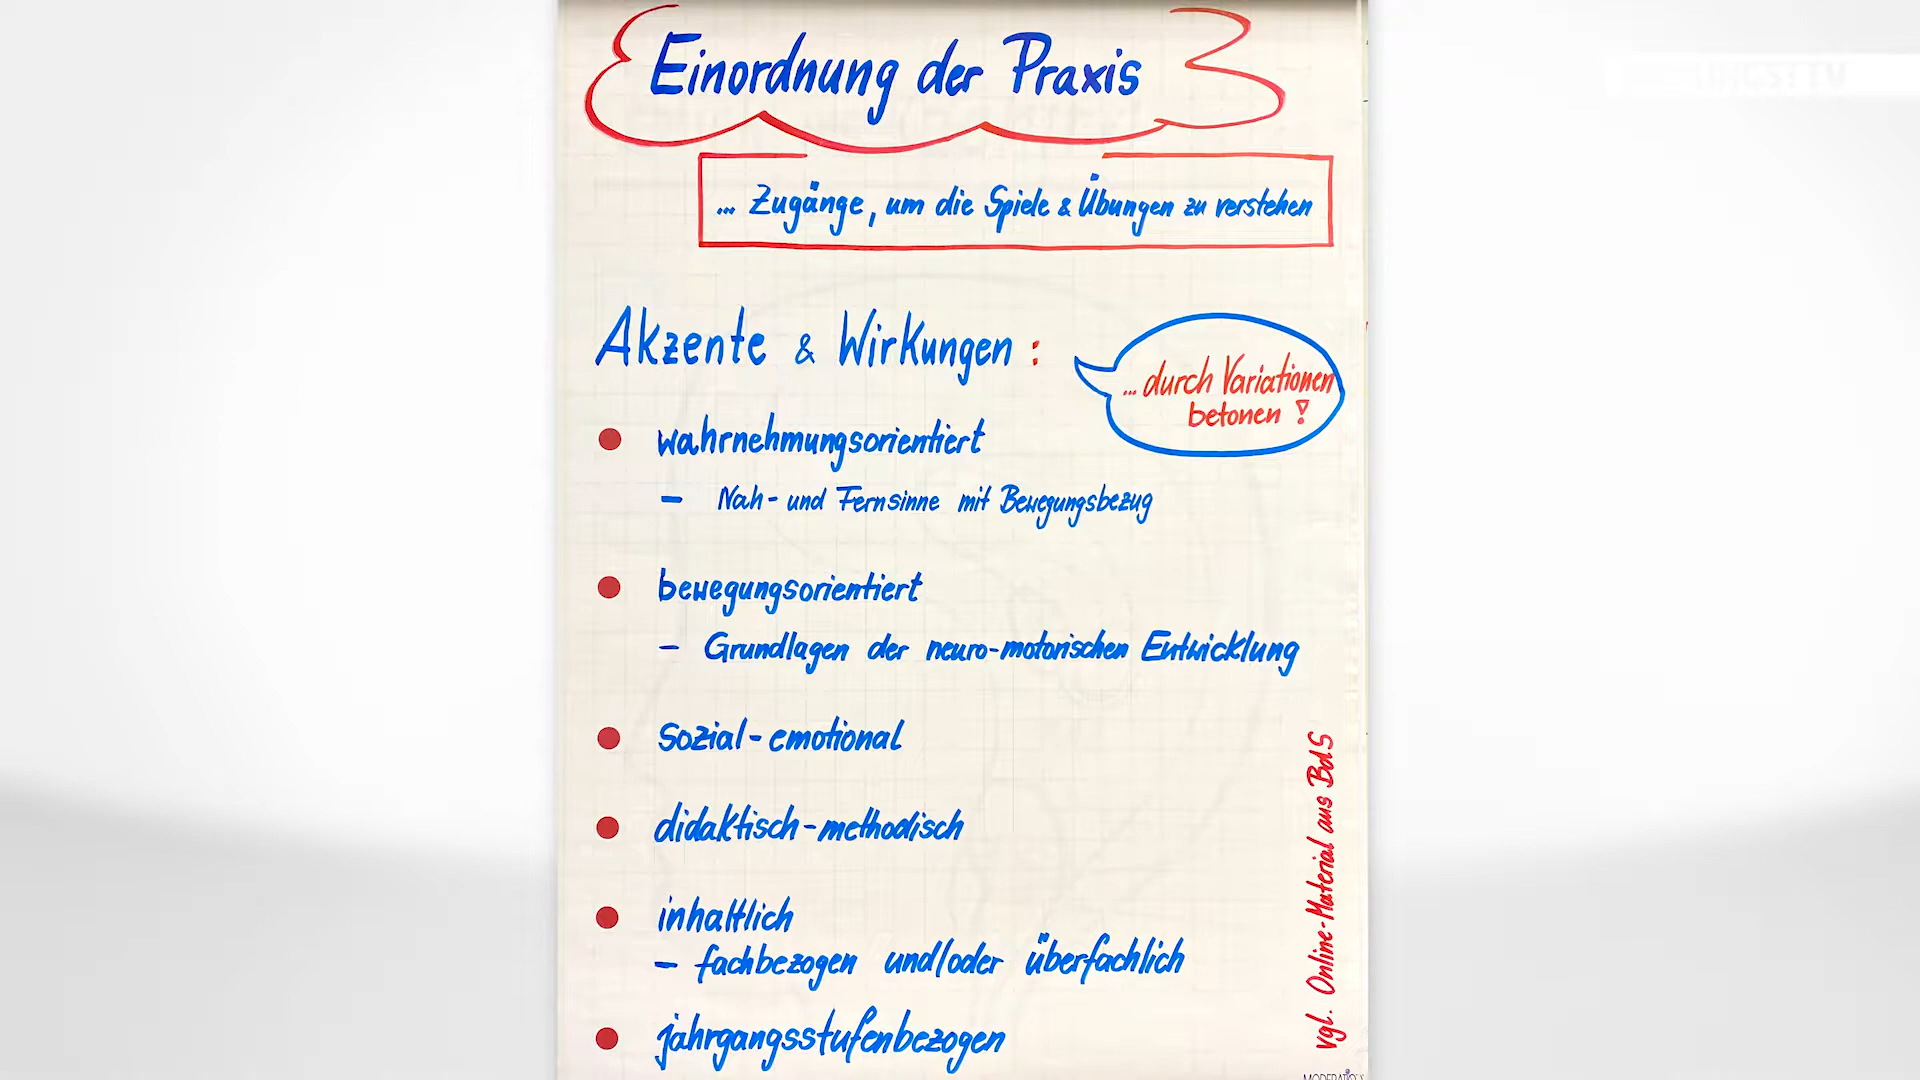 Einordnung der Praxis
... Zugänge, um die Spiele & Übungen zu verstehen
Akzente & Wirkungen :
... durch Variationen
betonen !
● wahrnehmungsorientiert
– Nah- und Fernsinne mit Bewegungsbezug
● bewegungsorientiert
– Grundlagen der neuro-motorischen Entwicklung
● sozial-emotional
● didaktisch-methodisch
● inhaltlich
– fachbezogen und/oder überfachlich
● jahrgangsstufenbezogen
vgl. Online-Material aus BdlS